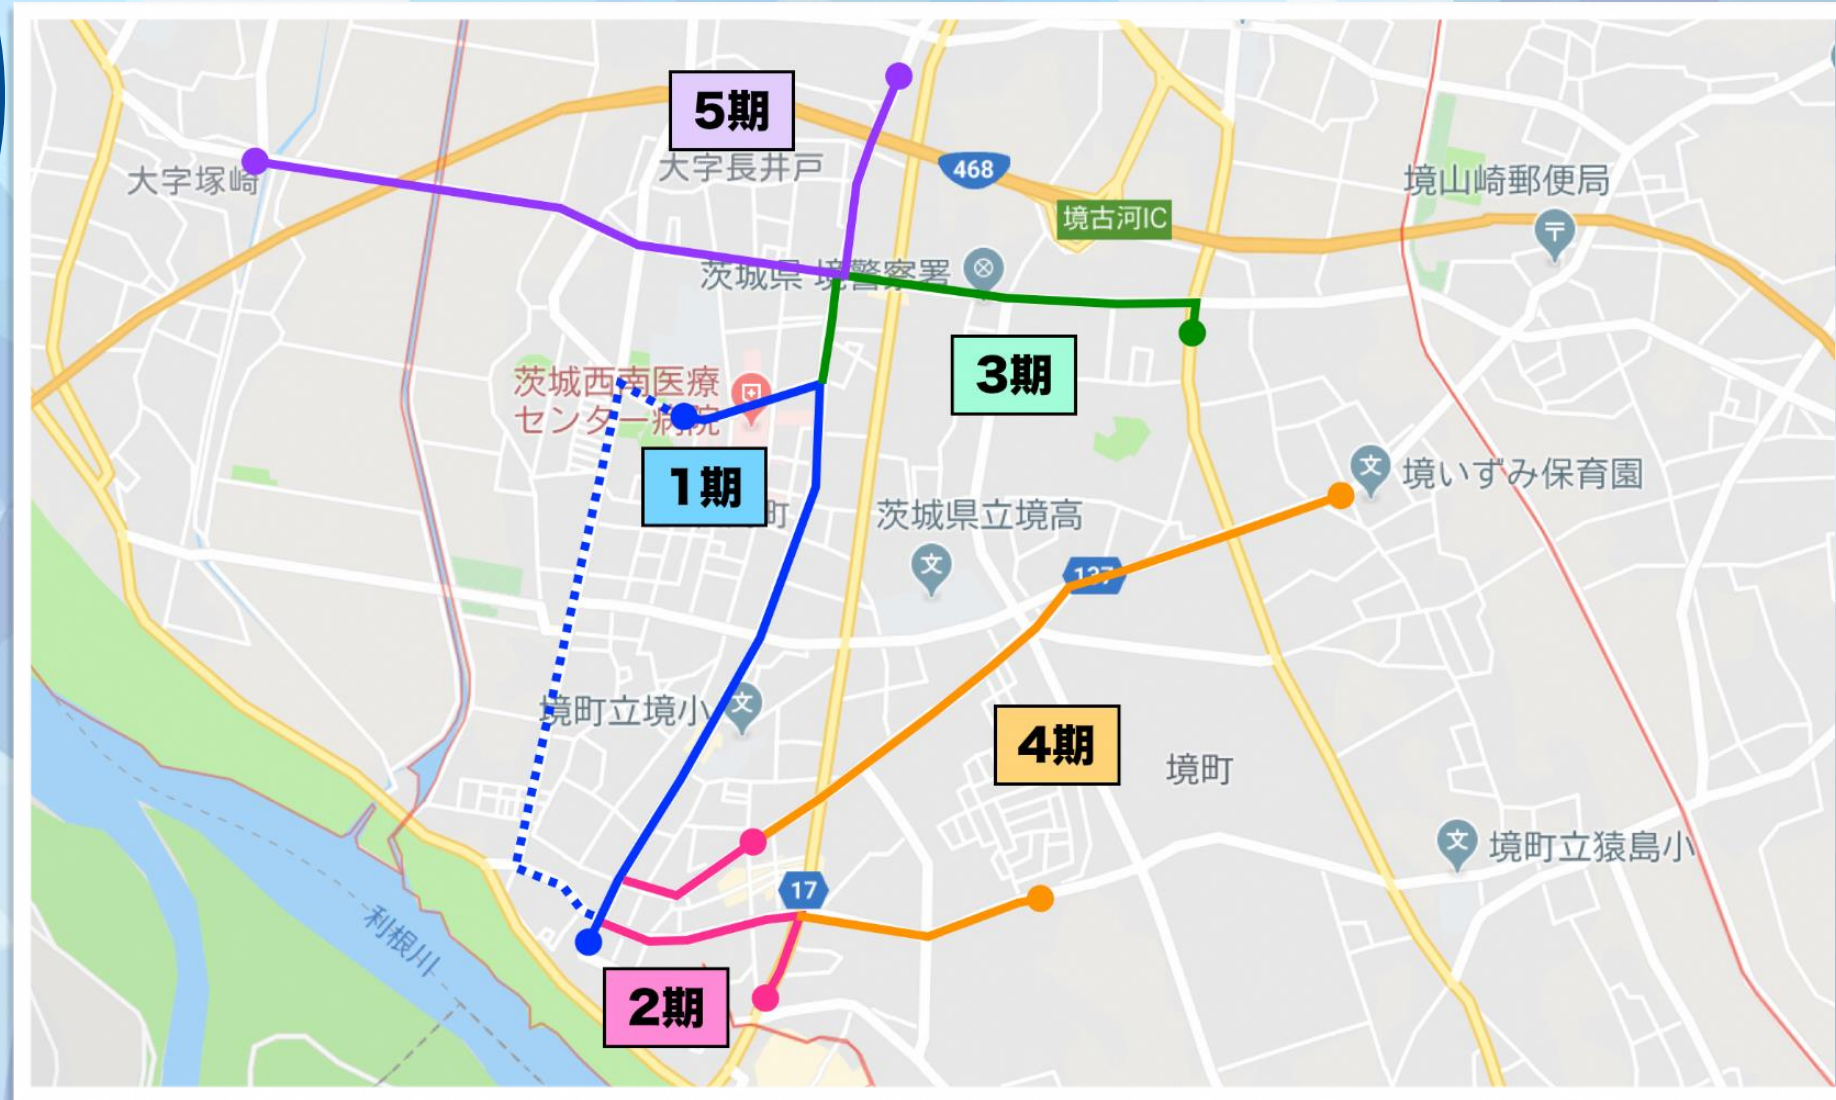 5期
大字長井戸
大字塚崎
468
境山崎郵便局
境古河IC
茨城県 境警察署
3期
茨城西南医療
センター病院
1期
町
茨城県立境高
境いずみ保育園
137
境町立境小
4期
境町
境町立猿島小
17
利根川
2期